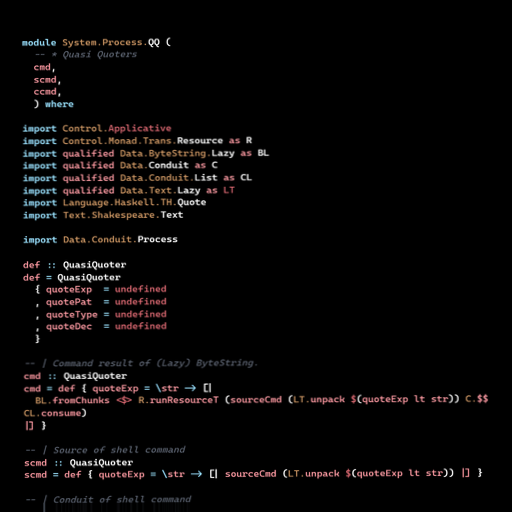 module System.Process.QQ (
  -- * Quasi Quoters
  cmd,
  scmd,
  ccmd,
  ) where
import Control.Applicative
import Control.Monad.Trans.Resource as R
import qualified Data.ByteString.Lazy as BL
import qualified Data.Conduit as C
import qualified Data.Conduit.List as CL
import qualified Data.Text.Lazy as LT
import Language.Haskell.TH.Quote
import Text.Shakespeare.Text
import Data.Conduit.Process
def :: QuasiQuoter
def = QuasiQuoter
  { quoteExp  = undefined
  , quotePat  = undefined
  , quoteType = undefined
  , quoteDec  = undefined
  }
-- | Command result of (Lazy) ByteString.
cmd :: QuasiQuoter
cmd = def { quoteExp = \str -> [|
  BL.fromChunks <$> R.runResourceT (sourceCmd (LT.unpack $(quoteExp lt str)) C.$$
CL.consume)
|] }
-- | Source of shell command
scmd :: QuasiQuoter
scmd = def { quoteExp = \str -> [| sourceCmd (LT.unpack $(quoteExp lt str)) |] }
-- | Conduit of shell command